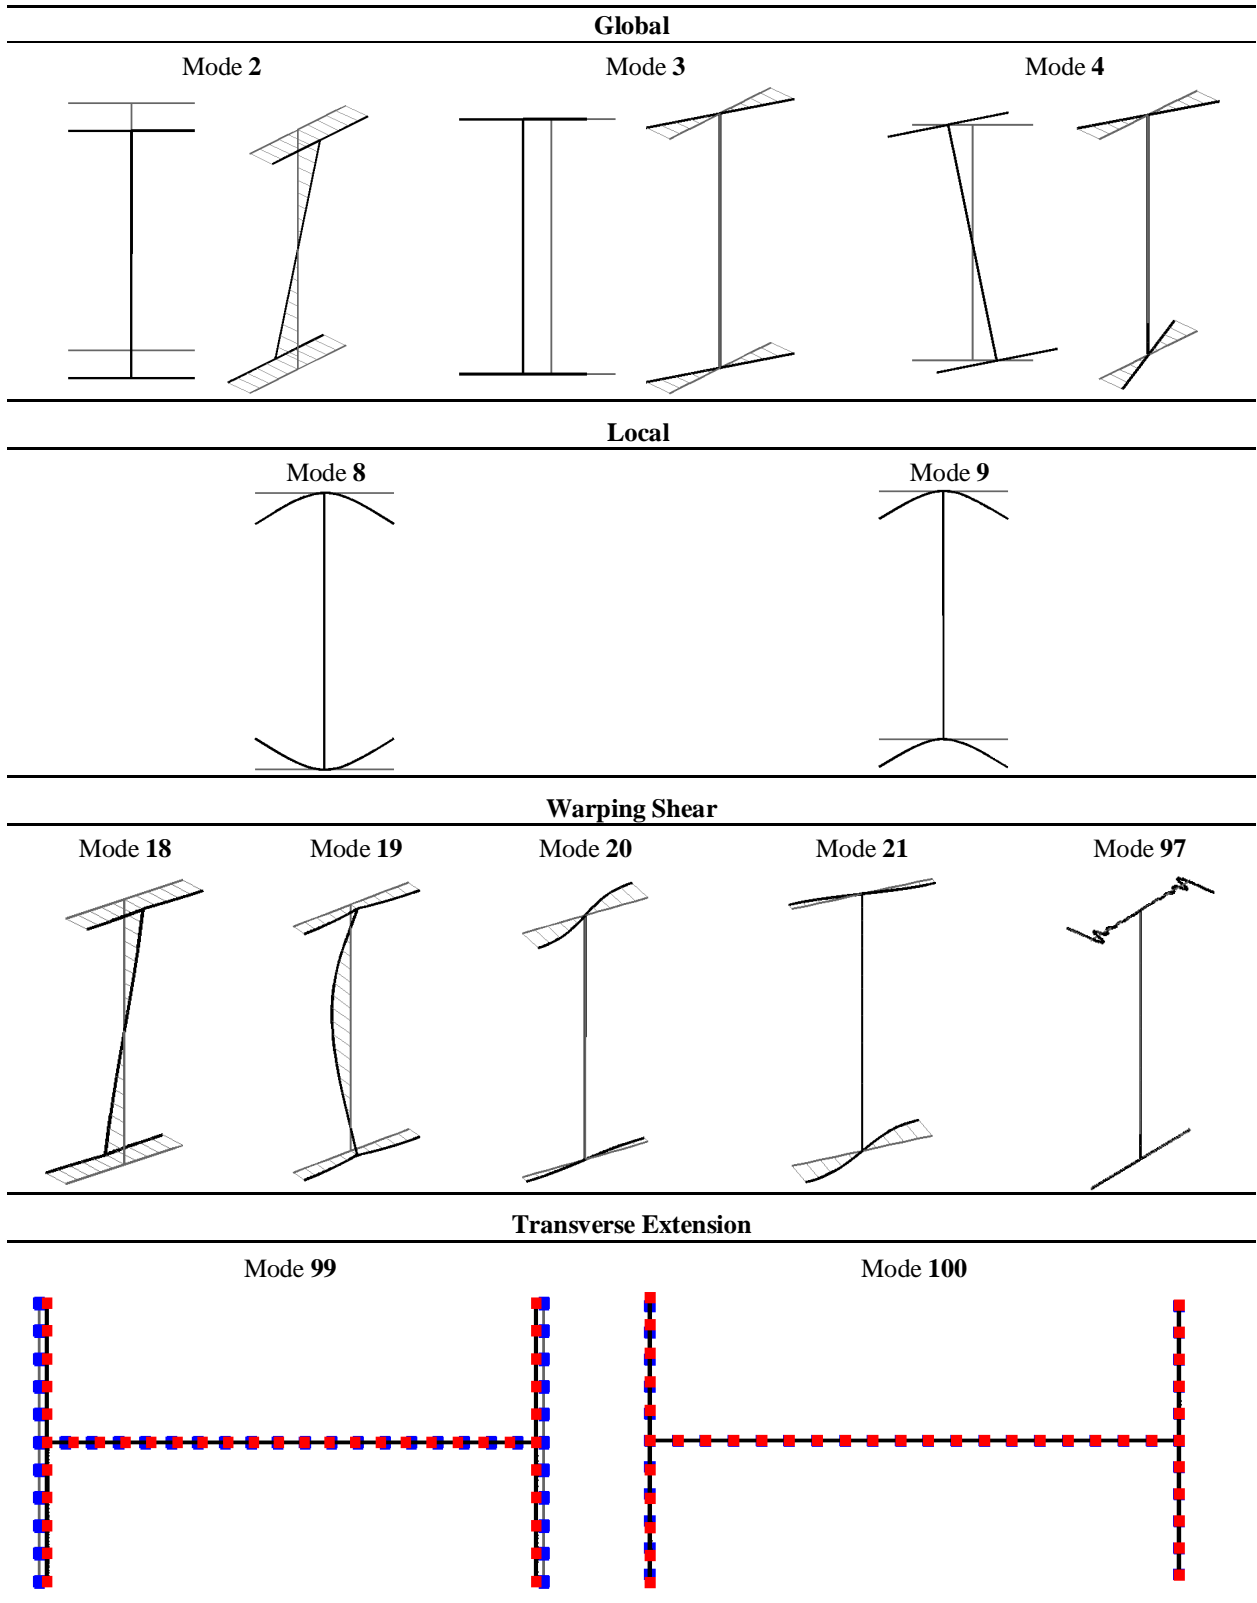 Global
Mode 2 Mode 3 Mode 4
Local
Mode 8 Mode 9
Warping Shear
Mode 18 Mode 19 Mode 20 Mode 21 Mode 97
Transverse Extension
Mode 99 Mode 100